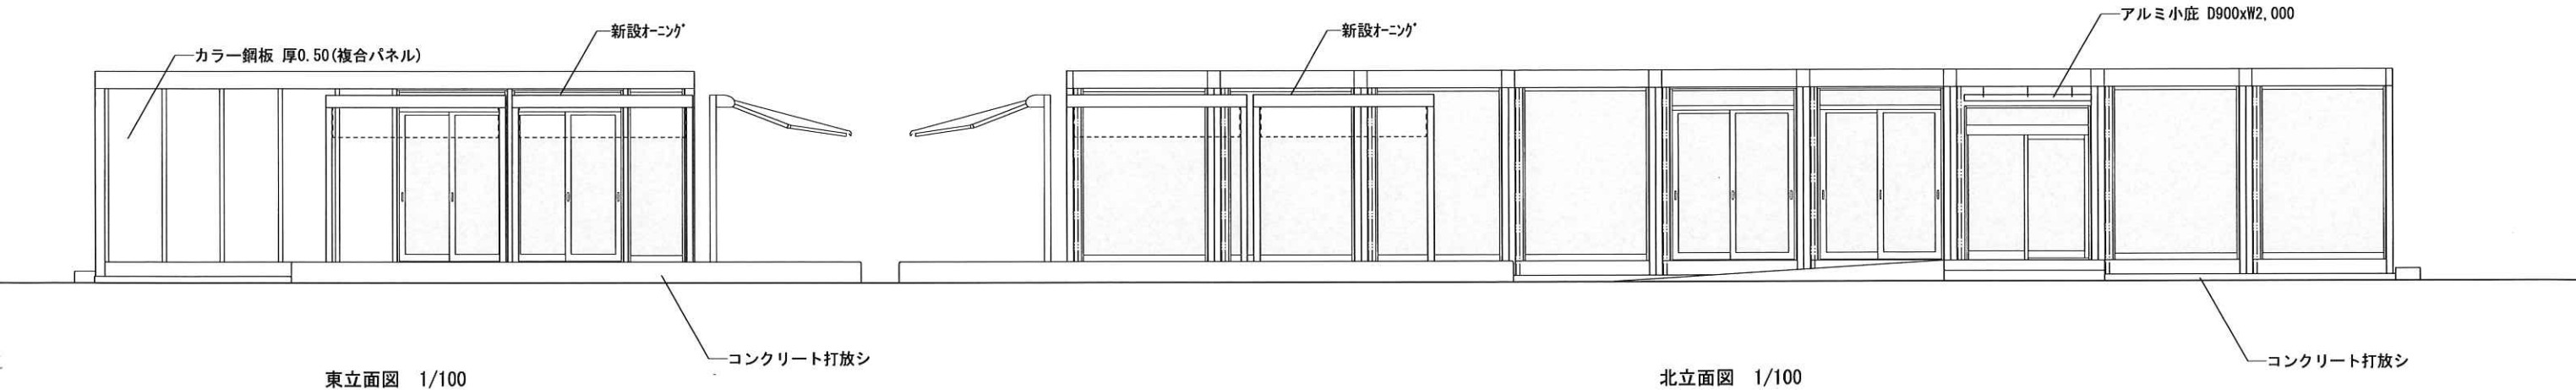 カラー鋼板 厚0.50(複合パネル)
新設ｵｰﾆﾝｸﾞ
コンクリート打放シ
東立面図 1/100
新設ｵｰﾆﾝｸﾞ
アルミ小庇 D900xW2,000
コンクリート打放シ
北立面図 1/100